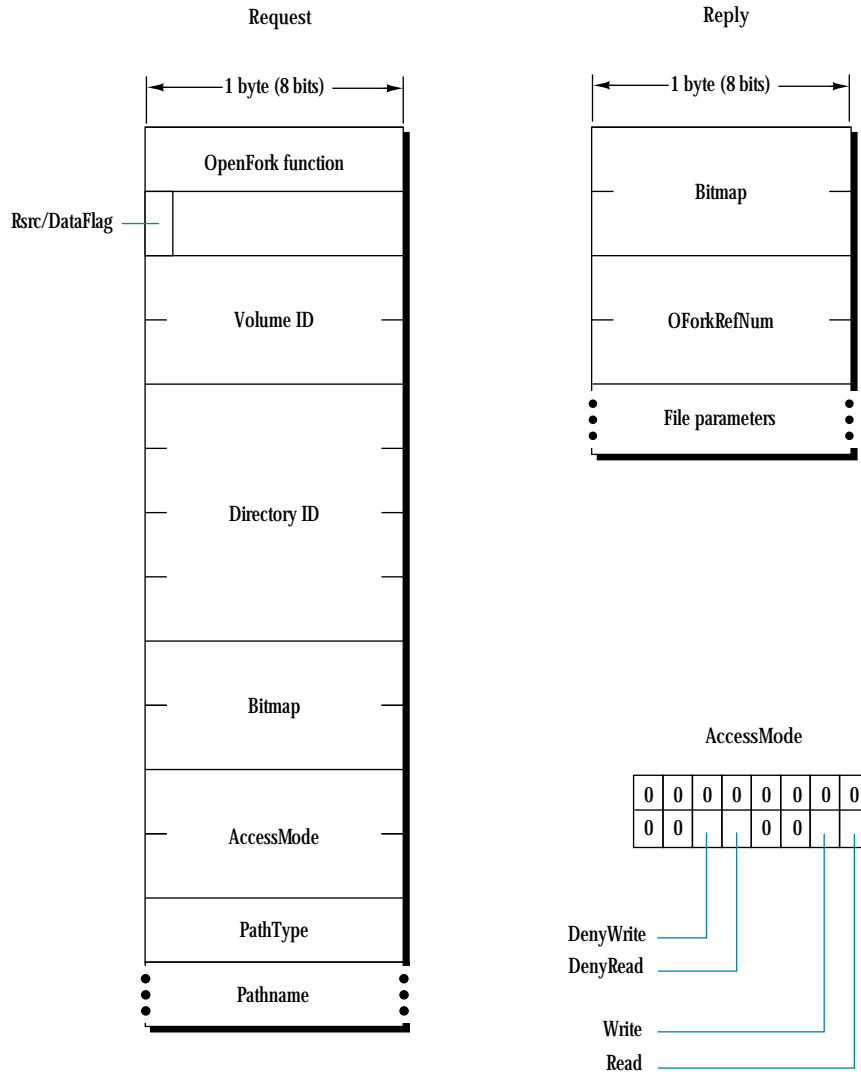 Request
1 byte (8 bits)
OpenFork function
Rsrc/DataFlag
Volume ID
Directory ID
Bitmap
AccessMode
PathType
Pathname
Reply
1 byte (8 bits)
Bitmap
OForkRefNum
File parameters
AccessMode
0 0 0 0 0 0 0 0
0 0 0 0
DenyWrite
DenyRead
Write
Read